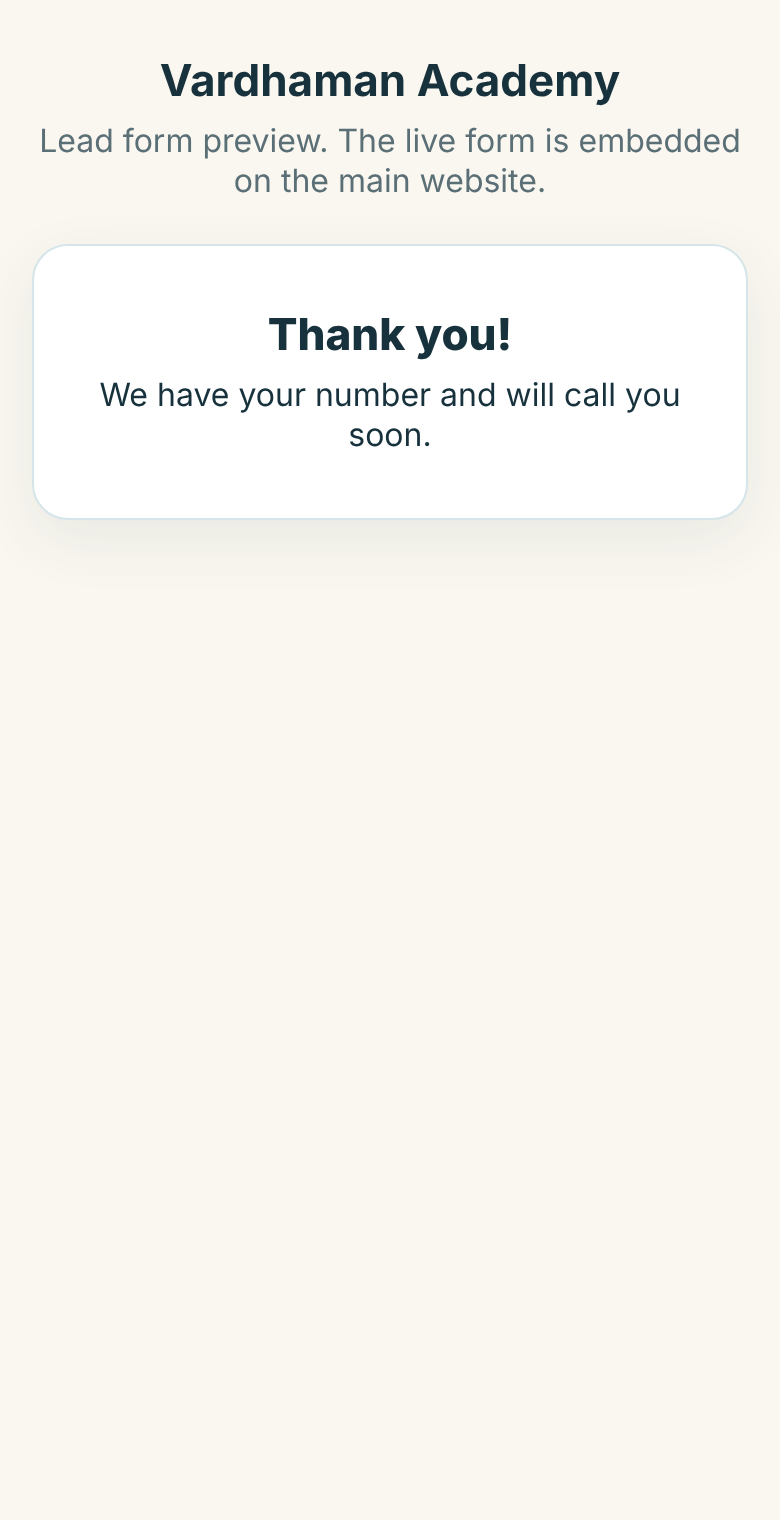 Vardhaman Academy
Lead form preview. The live form is embedded
on the main website.
Thank you!
We have your number and will call you
soon.